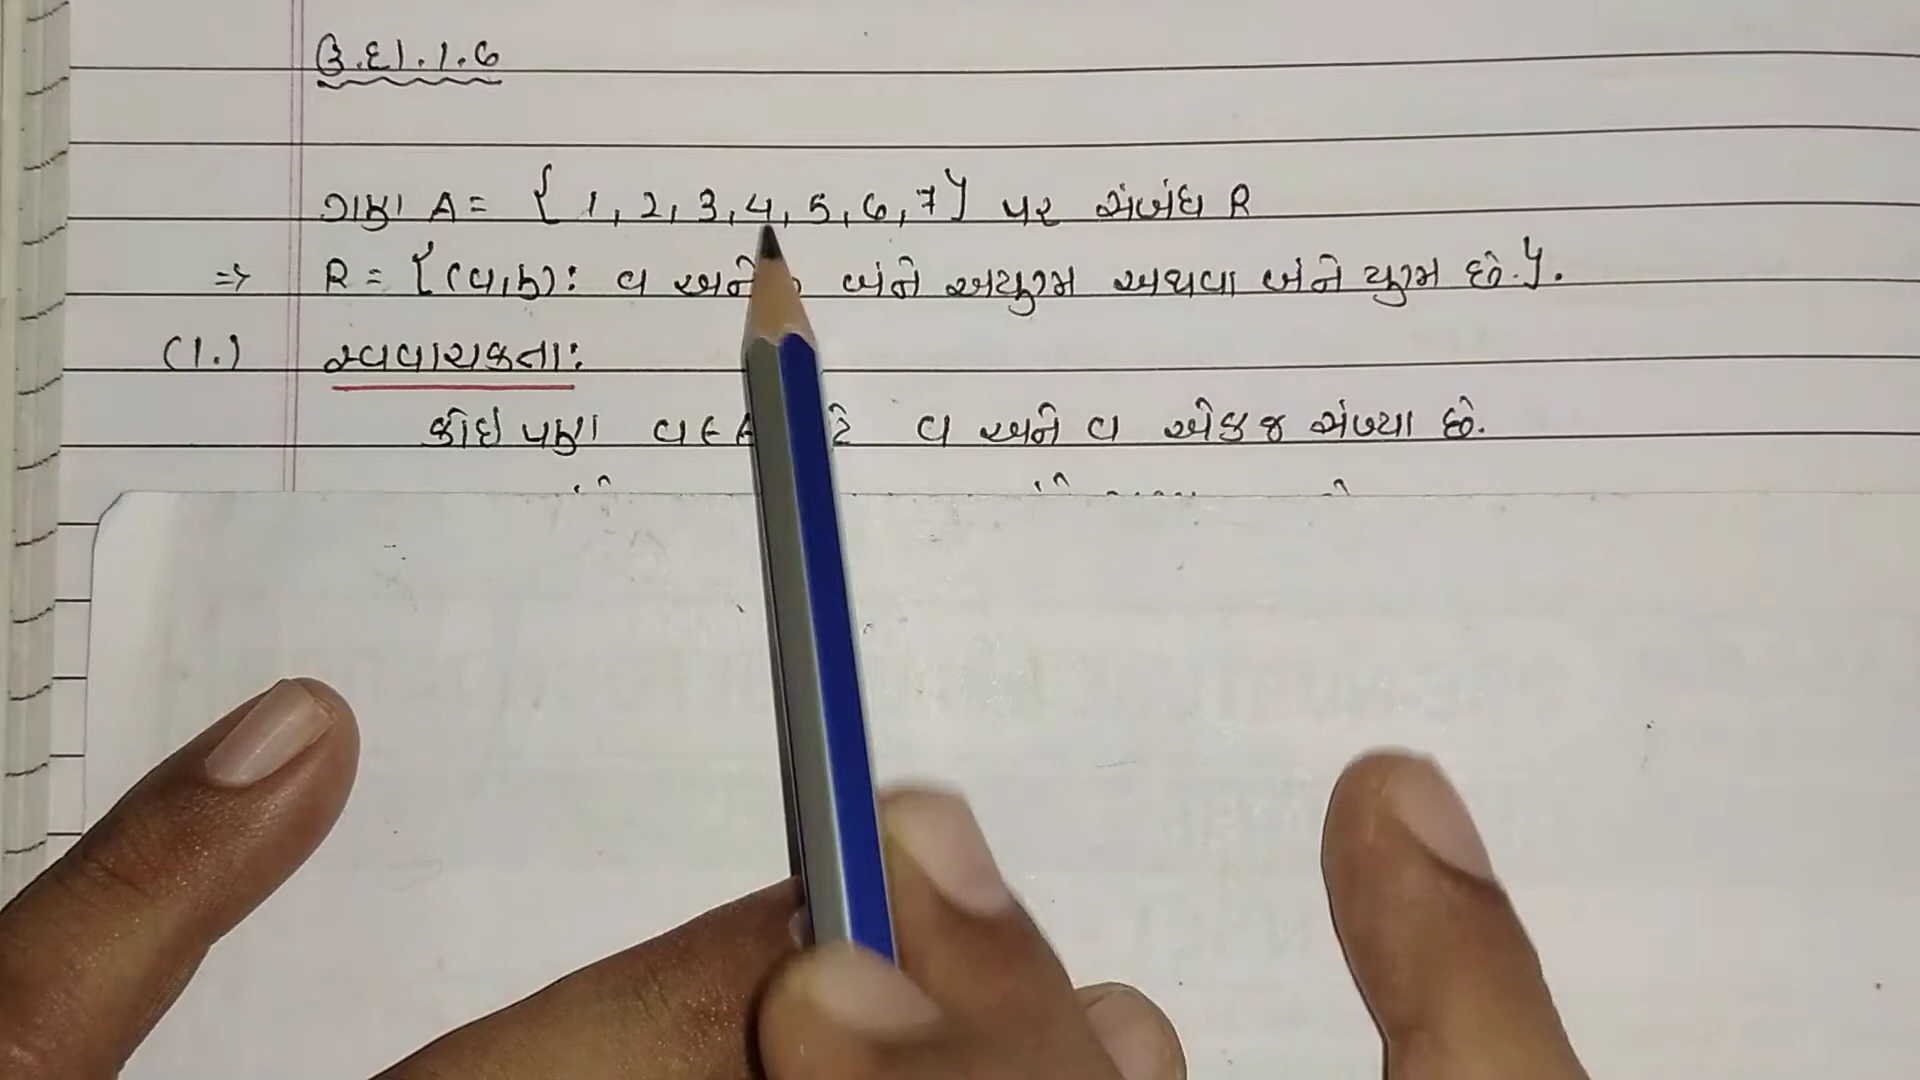 ઉ.દા.1.6
ગણ A = { 1, 2, 3, 4, 5, 6, 7 } પર સંબંધ R
=> R = { (a, b) : a અને બંને અયુગ્મ અથવા બંને યુગ્મ છે. }.
(1.) સ્વવાચકતા:
કોઈ પણ a ∈ A a અને a એક જ સંખ્યા છે.